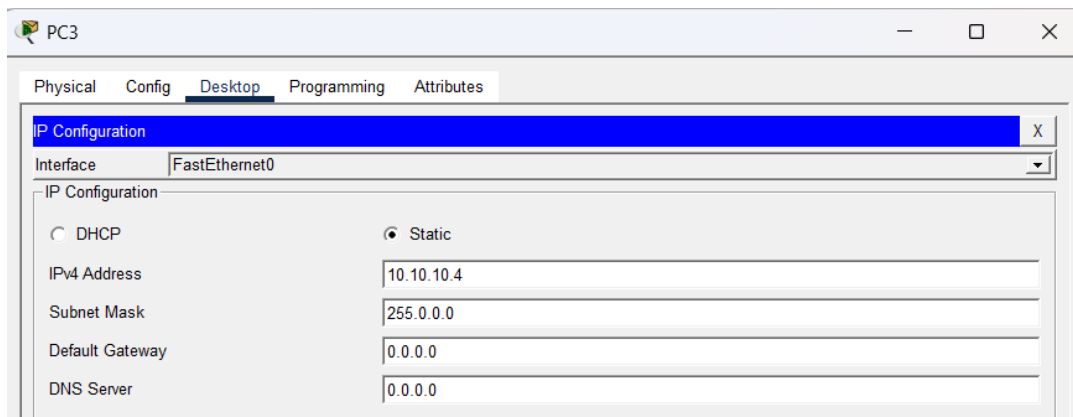 PC3
Physical Config Desktop Programming Attributes
IP Configuration X
Interface FastEthernet0
IP Configuration
DHCP Static
IPv4 Address 10.10.10.4
Subnet Mask 255.0.0.0
Default Gateway 0.0.0.0
DNS Server 0.0.0.0